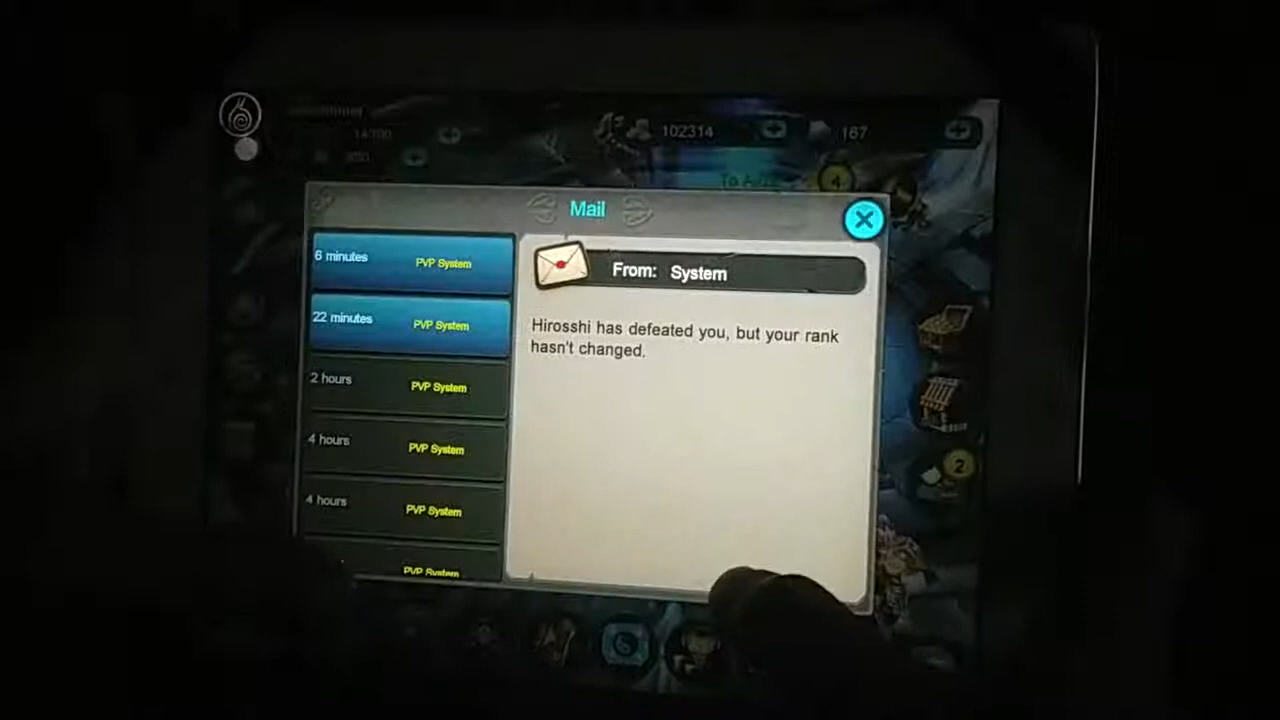 102314
167
4
Mail
6 minutes PVP System
22 minutes PVP System
2 hours PVP System
4 hours PVP System
4 hours PVP System
PVP System
From: System
Hirosshi has defeated you, but your rank
hasn't changed.
2